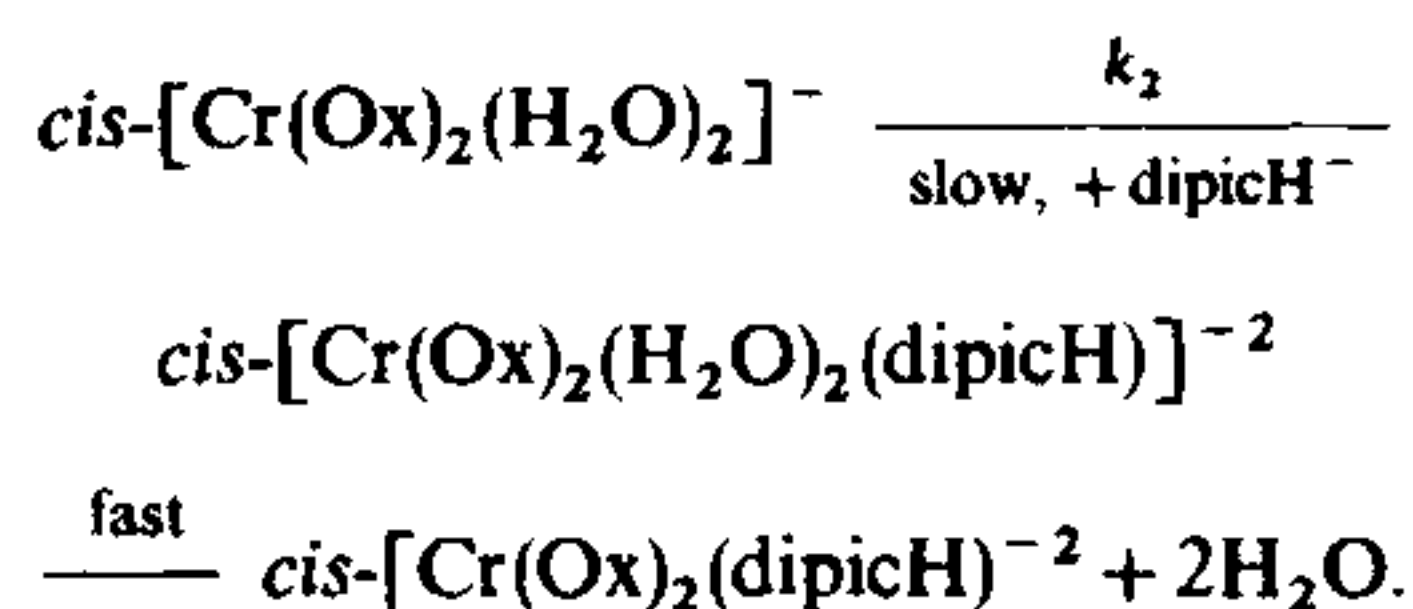 k₂
cis-[Cr(Ox)₂(H₂O)₂]⁻
slow, + dipicH⁻
cis-[Cr(Ox)₂(H₂O)₂(dipicH)]⁻²
fast
cis-[Cr(Ox)₂(dipicH)⁻² + 2H₂O.